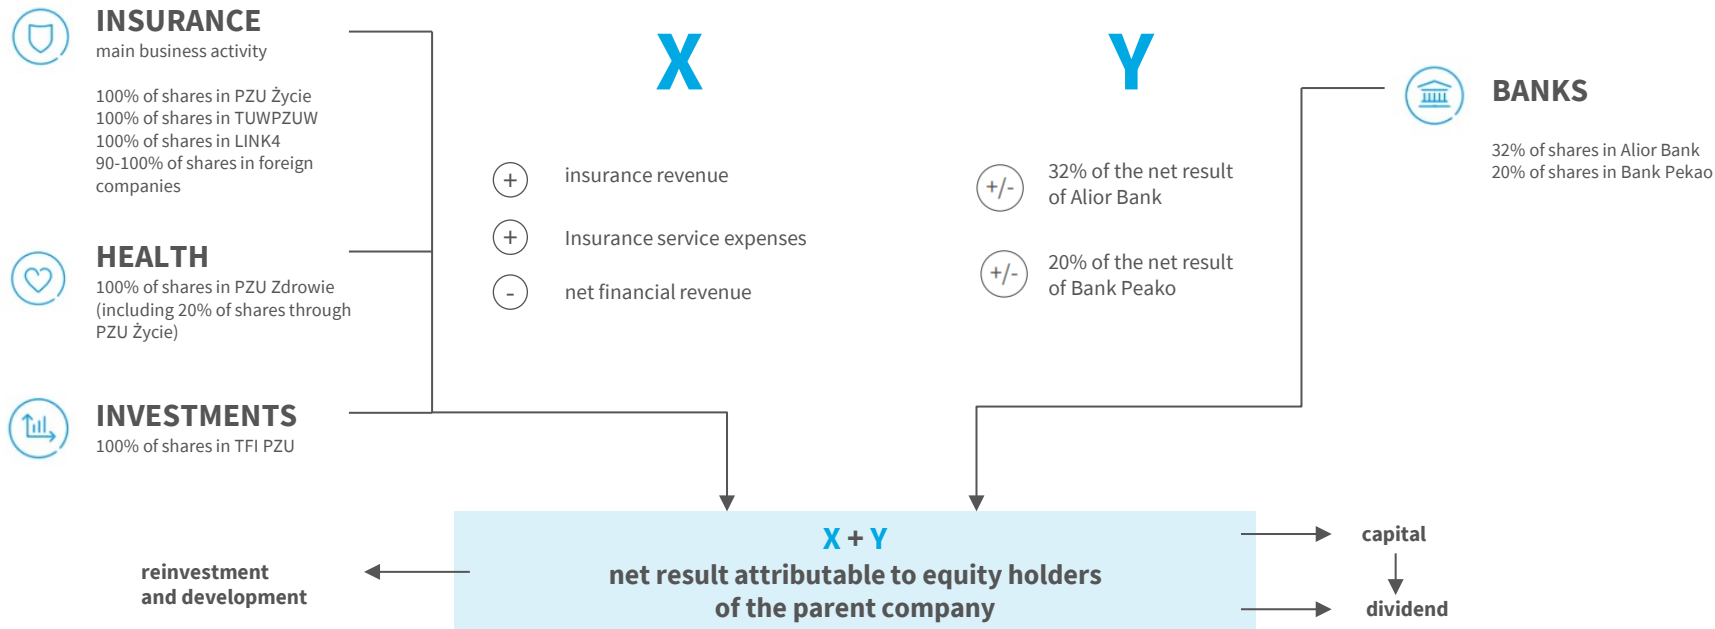 INSURANCE
main business activity
100% of shares in PZU Życie
100% of shares in TUWPZUW
100% of shares in LINK4
90-100% of shares in foreign
companies
HEALTH
100% of shares in PZU Zdrowie
(including 20% of shares through
PZU Życie)
INVESTMENTS
100% of shares in TFI PZU
X
+ insurance revenue
+ Insurance service expenses
- net financial revenue
Y
+/- 32% of the net result
of Alior Bank
+/- 20% of the net result
of Bank Peako
BANKS
32% of shares in Alior Bank
20% of shares in Bank Pekao
X + Y
net result attributable to equity holders
of the parent company
reinvestment
and development
capital
dividend